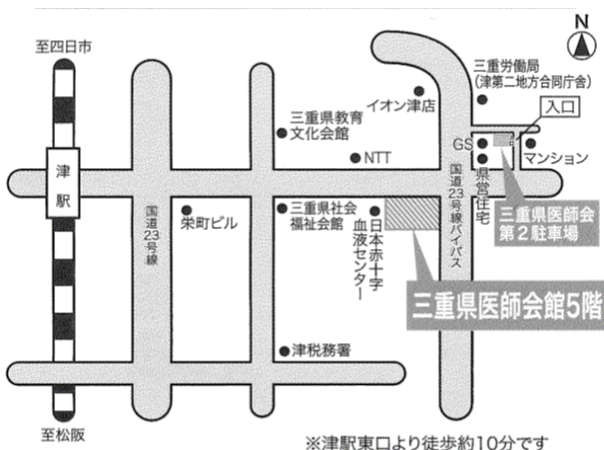 N
至四日市
三重労働局
(津第二地方合同庁舎)
イオン津店
入口
三重県教育
文化会館
NTT
GS
マンション
津駅
県営住宅
国道23号線
栄町ビル
三重県社会
福祉会館
日本赤十字
血液センター
国道23号線バイパス
三重県医師会
第2駐車場
三重県医師会館5階
津税務署
至松阪
※津駅東口より徒歩約10分です